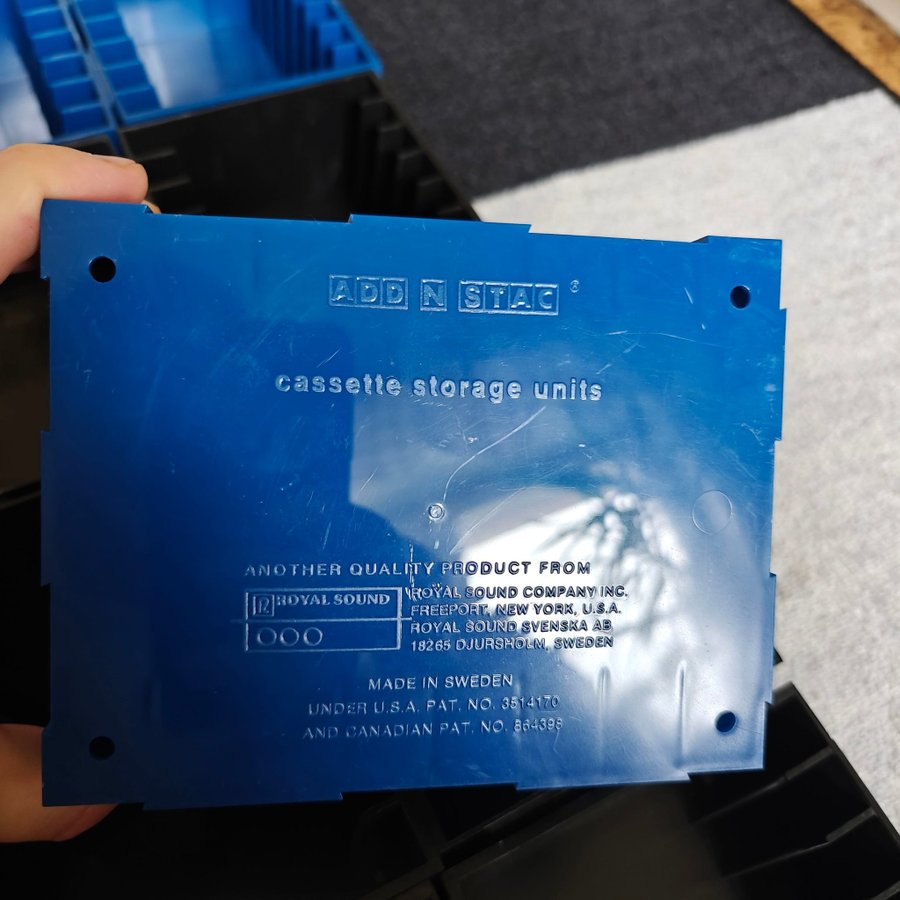 ADD N STAC ®
cassette storage units
ANOTHER QUALITY PRODUCT FROM
ROYAL SOUND
ROYAL SOUND COMPANY INC.
FREEPORT, NEW YORK, U.S.A.
ROYAL SOUND SVENSKA AB
18265 DJURSHOLM, SWEDEN
MADE IN SWEDEN
UNDER U.S.A. PAT. NO. 3514170
AND CANADIAN PAT. NO. 864398